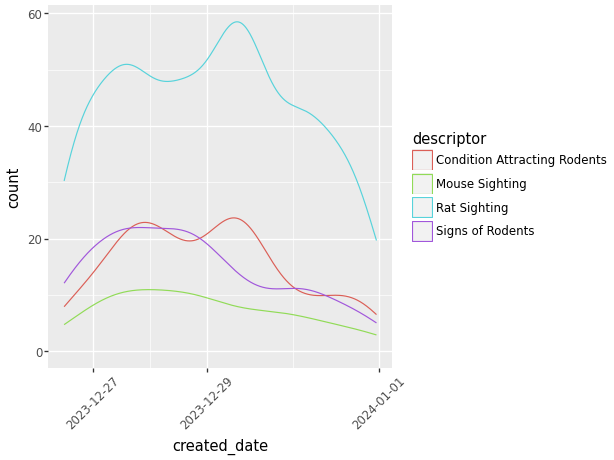 60
40
20
0
count
2023-12-27
2023-12-29
2024-01-01
created_date
descriptor
Condition Attracting Rodents
Mouse Sighting
Rat Sighting
Signs of Rodents